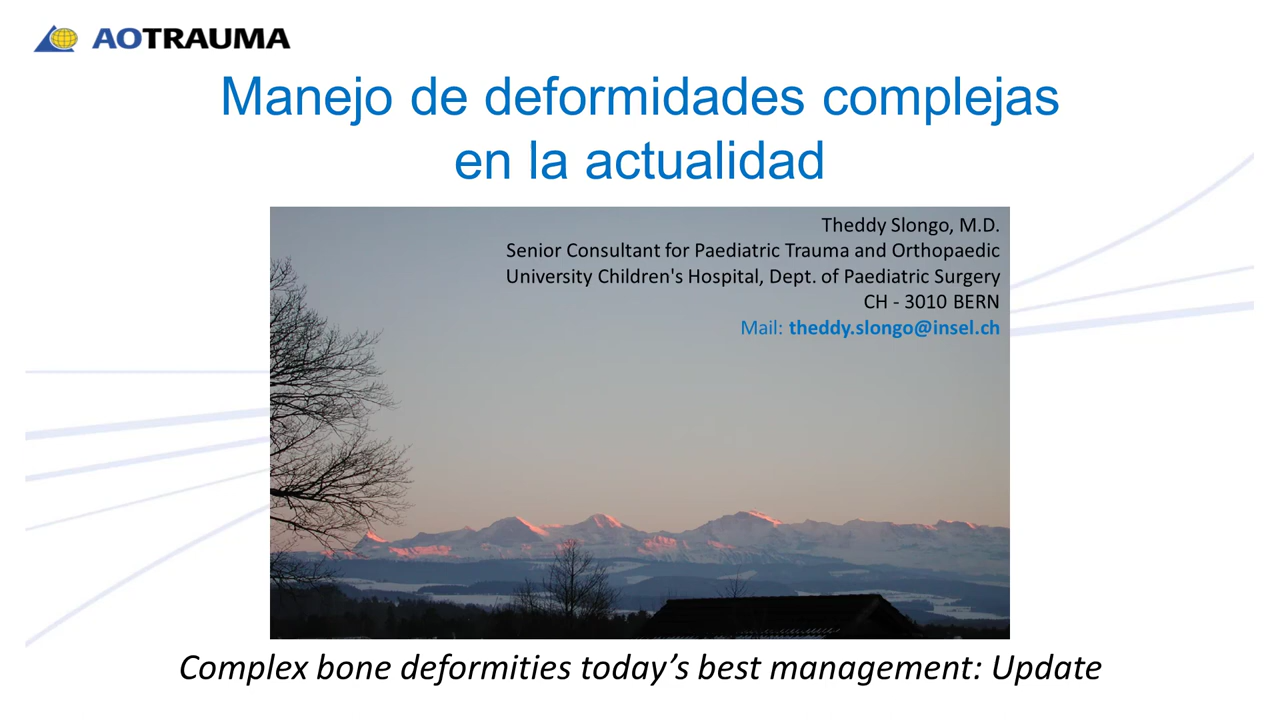 AOTRAUMA
Manejo de deformidades complejas
en la actualidad
Theddy Slongo, M.D.
Senior Consultant for Paediatric Trauma and Orthopaedic
University Children's Hospital, Dept. of Paediatric Surgery
CH - 3010 BERN
Mail: theddy.slongo@insel.ch
Complex bone deformities today’s best management: Update